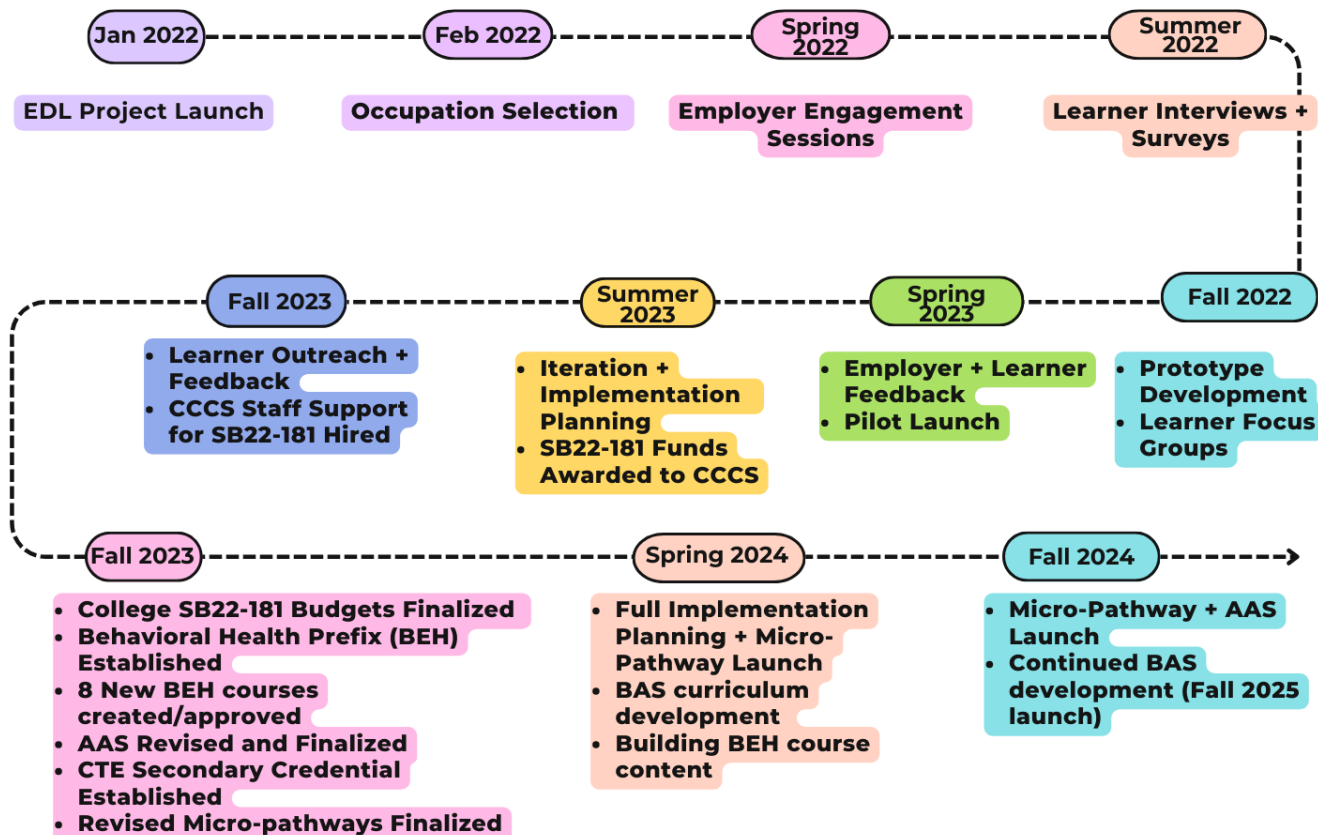 Jan 2022
Feb 2022
Spring
2022
Summer
2022
EDL Project Launch
Occupation Selection
Employer Engagement
Sessions
Learner Interviews +
Surveys
Fall 2022
• Prototype
Development
• Learner Focus
Groups
Spring
2023
• Employer + Learner
Feedback
• Pilot Launch
Summer
2023
• Iteration +
Implementation
Planning
• SB22-181 Funds
Awarded to CCCS
Fall 2023
• Learner Outreach +
Feedback
• CCCS Staff Support
for SB22-181 Hired
Fall 2023
• College SB22-181 Budgets Finalized
• Behavioral Health Prefix (BEH)
Established
• 8 New BEH courses
created/approved
• AAS Revised and Finalized
• CTE Secondary Credential
Established
• Revised Micro-pathways Finalized
Spring 2024
• Full Implementation
Planning + Micro-
Pathway Launch
• BAS curriculum
development
• Building BEH course
content
Fall 2024
• Micro-Pathway + AAS
Launch
• Continued BAS
development (Fall 2025
launch)